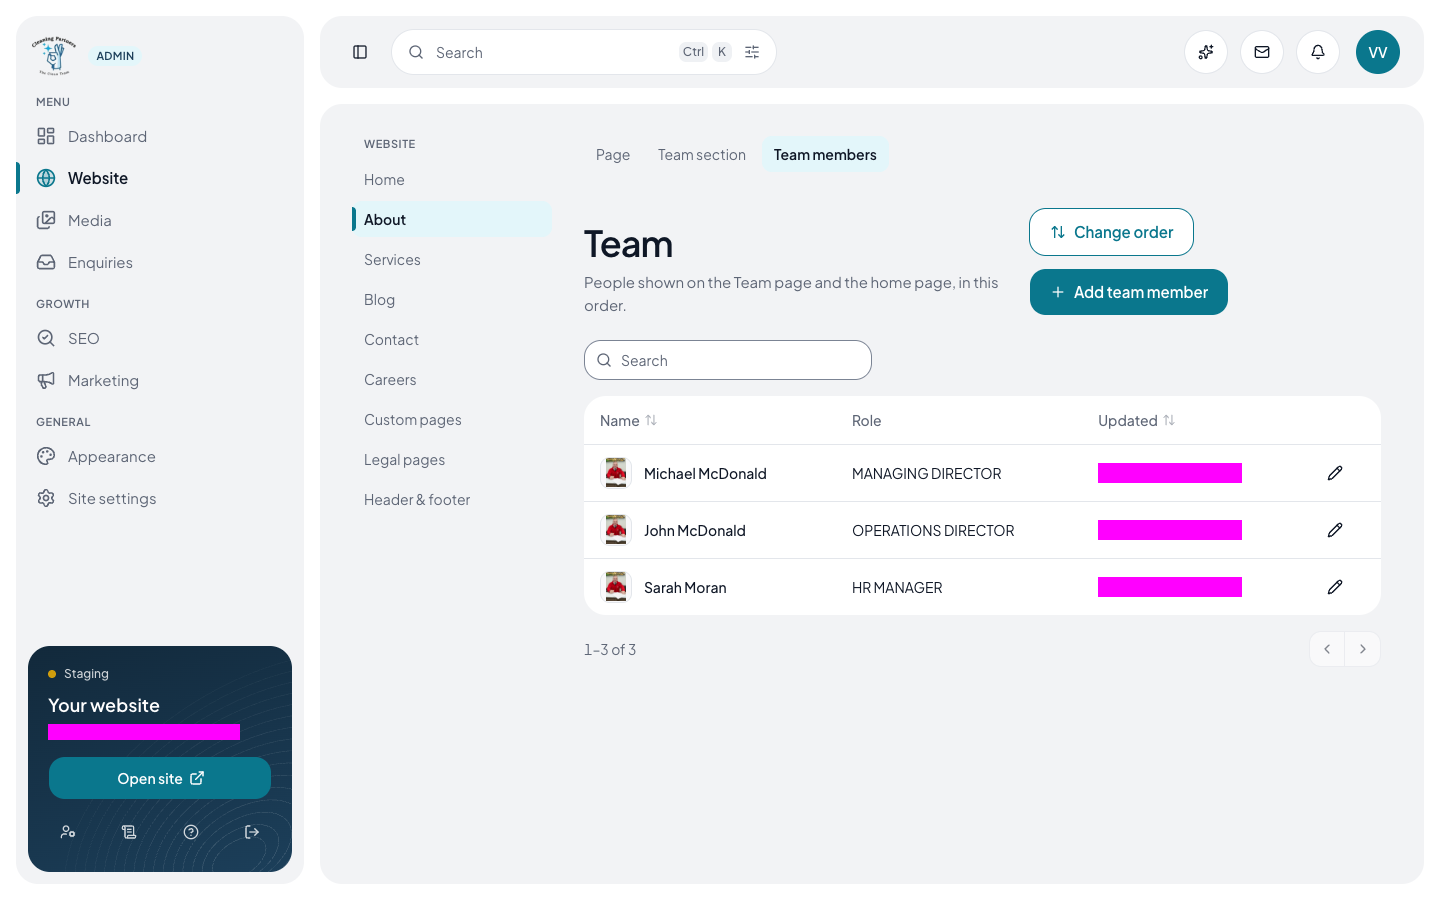 Cleaning Partners
ADMIN
MENU
Dashboard
Website
Media
Enquiries
GROWTH
SEO
Marketing
GENERAL
Appearance
Site settings
Staging
Your website
Open site
Search
Ctrl
K
VV
WEBSITE
Home
About
Services
Blog
Contact
Careers
Custom pages
Legal pages
Header & footer
Page
Team section
Team members
Team
People shown on the Team page and the home page, in this
order.
Change order
Add team member
Search
Name
Role
Updated
Michael McDonald
MANAGING DIRECTOR
John McDonald
OPERATIONS DIRECTOR
Sarah Moran
HR MANAGER
1–3 of 3